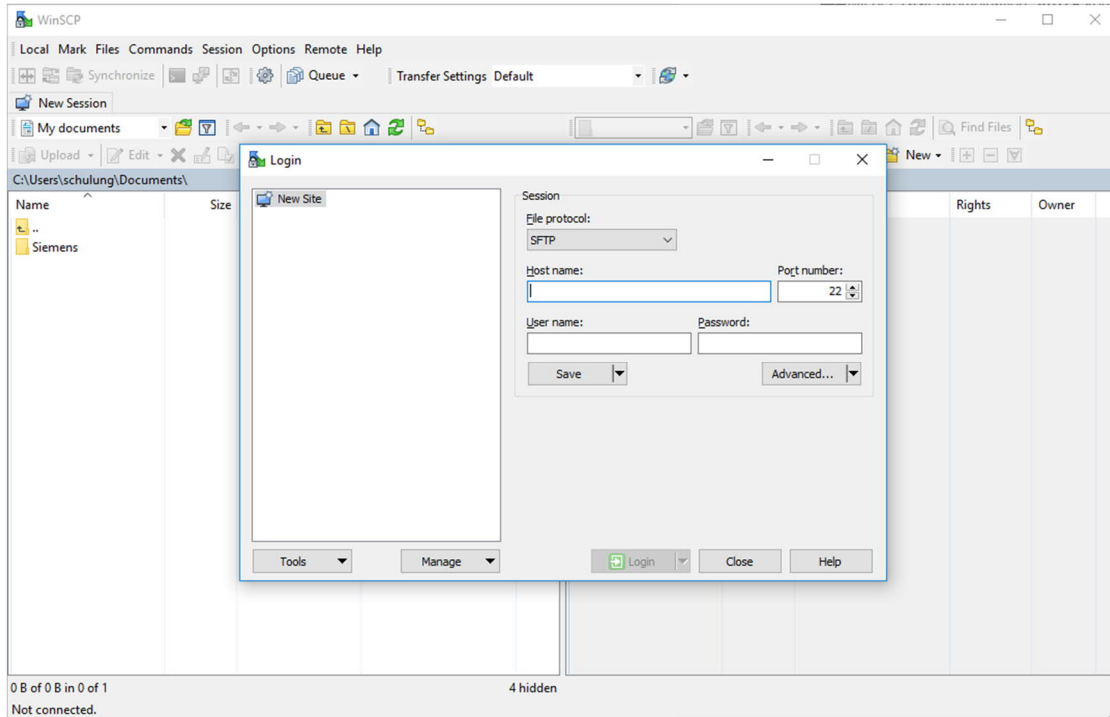 WinSCP
Local Mark Files Commands Session Options Remote Help
Synchronize Queue Transfer Settings Default
New Session
My documents Find Files
Upload Edit New
C:\Users\schulung\Documents\
Name Size Rights Owner
..
Siemens
Login
New Site
Session
File protocol:
SFTP
Host name: Port number:
22
User name: Password:
Save Advanced...
Tools Manage Login Close Help
0 B of 0 B in 0 of 1 4 hidden
Not connected.